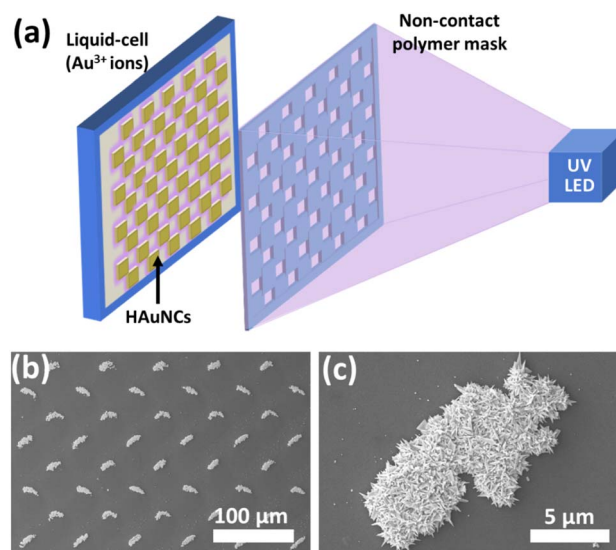 (a)
Liquid-cell
(Au³⁺ ions)
Non-contact
polymer mask
UV
LED
HAuNCs
(b)
100 µm
(c)
5 µm